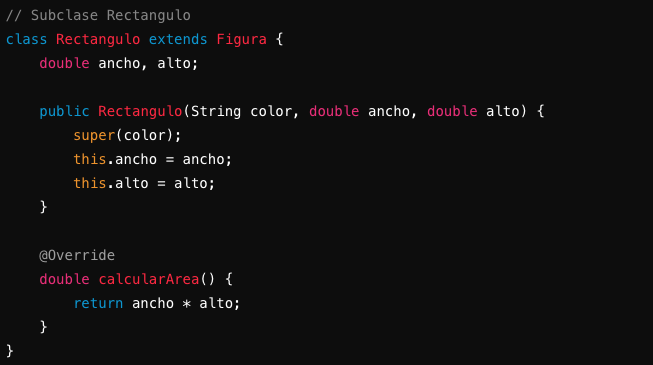 // Subclase Rectangulo
class Rectangulo extends Figura {
    double ancho, alto;

    public Rectangulo(String color, double ancho, double alto) {
        super(color);
        this.ancho = ancho;
        this.alto = alto;
    }

    @Override
    double calcularArea() {
        return ancho * alto;
    }
}